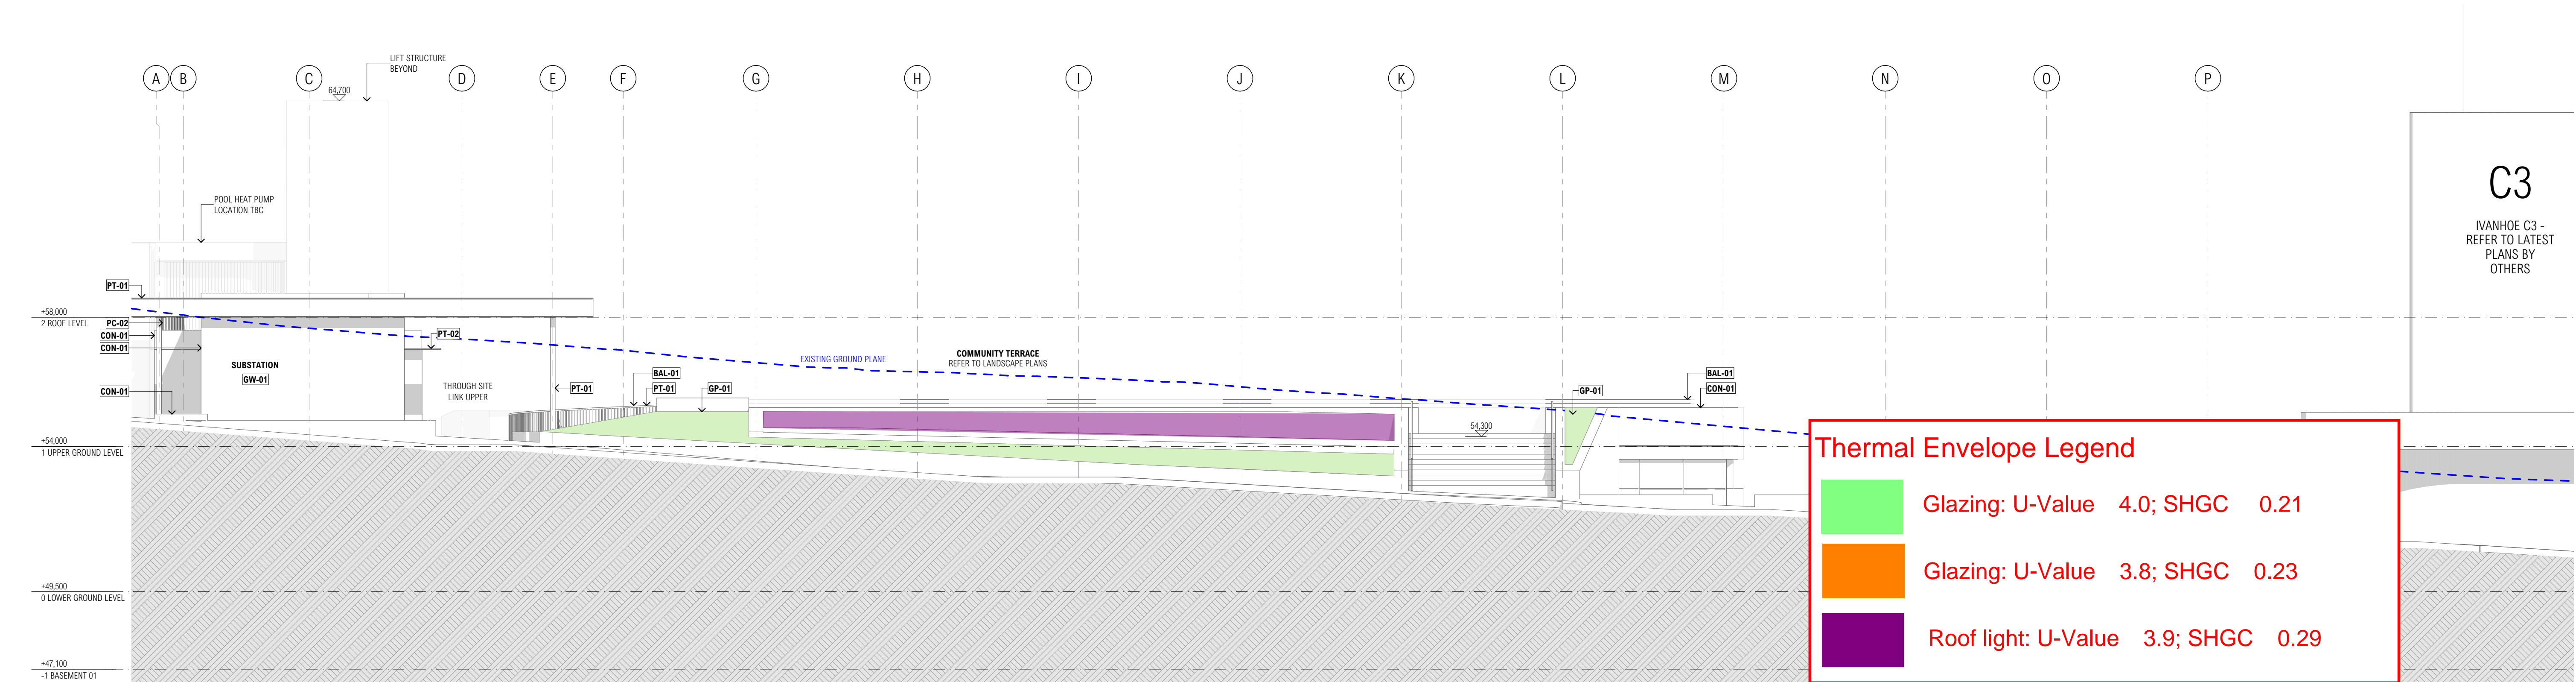 A B C D E F G H I J K L M N O P
LIFT STRUCTURE
BEYOND
64,700
POOL HEAT PUMP
LOCATION TBC
C3
IVANHOE C3 -
REFER TO LATEST
PLANS BY
OTHERS
PT-01
+58,000
2 ROOF LEVEL
PC-02
CON-01
CON-01
PT-02
SUBSTATION
GW-01
EXISTING GROUND PLANE
COMMUNITY TERRACE
REFER TO LANDSCAPE PLANS
CON-01
THROUGH SITE
LINK UPPER
PT-01
BAL-01
PT-01
GP-01
GP-01
BAL-01
CON-01
54,300
+54,000
1 UPPER GROUND LEVEL
Thermal Envelope Legend
Glazing: U-Value 4.0; SHGC 0.21
Glazing: U-Value 3.8; SHGC 0.23
Roof light: U-Value 3.9; SHGC 0.29
+49,500
0 LOWER GROUND LEVEL
+47,100
-1 BASEMENT 01